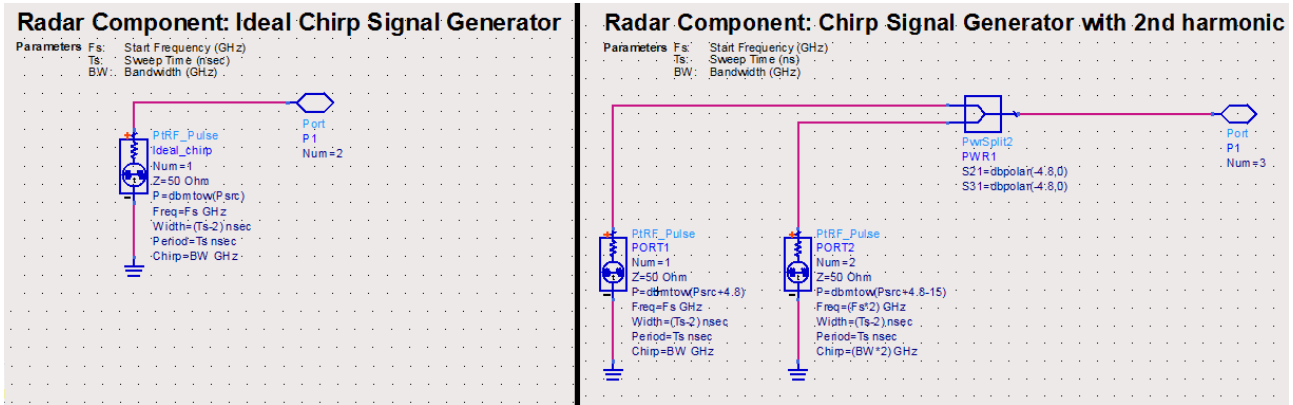 Radar Component: Ideal Chirp Signal Generator
Parameters Fs: Start Frequency (GHz)
Ts: Sweep Time (nsec)
BW: Bandwidth (GHz)
Port
P1
Num=2
+
PtRF_Pulse
Ideal_chirp
Num=1
Z=50 Ohm
P=dbmtow(Psrc)
Freq=Fs GHz
Width=(Ts-2) nsec
Period=Ts nsec
Chirp=BW GHz
t
-
Radar Component: Chirp Signal Generator with 2nd harmonic
Parameters Fs: Start Frequency (GHz)
Ts: Sweep Time (ns)
BW: Bandwidth (GHz)
PwrSplit2
PWR1
S21=dbpolar(-4.8,0)
S31=dbpolar(-4.8,0)
Port
P1
Num=3
+
PtRF_Pulse
PORT1
Num=1
Z=50 Ohm
P=dbmtow(Psrc+4.8)
Freq=Fs GHz
Width=(Ts-2) nsec
Period=Ts nsec
Chirp=BW GHz
t
-
+
PtRF_Pulse
PORT2
Num=2
Z=50 Ohm
P=dbmtow(Psrc+4.8-15)
Freq=(Fs*2) GHz
Width=(Ts-2) nsec
Period=Ts nsec
Chirp=(BW*2) GHz
t
-